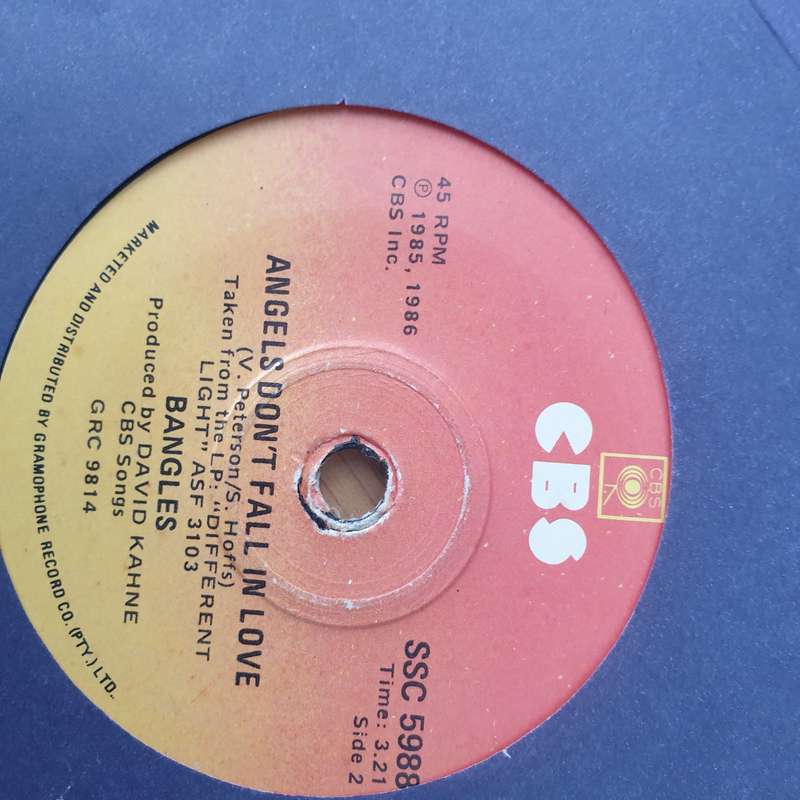 CBS
CBS
45 RPM
Ⓟ 1985, 1986
CBS Inc.
SSC 5988
Time: 3.21
Side 2
ANGELS DON'T FALL IN LOVE
(V. Peterson/S. Hoffs)
Taken from the LP: "DIFFERENT
LIGHT" ASF 3103
BANGLES
Produced by DAVID KAHNE
CBS Songs
GRC 9814
MARKETED AND DISTRIBUTED BY GRAMOPHONE RECORD CO. (PTY.) LTD.